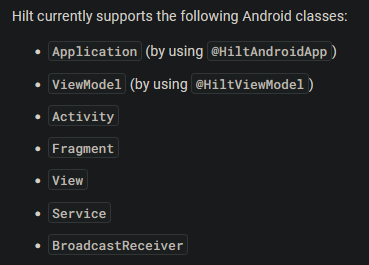 Hilt currently supports the following Android classes:
• Application (by using @HiltAndroidApp)
• ViewModel (by using @HiltViewModel)
• Activity
• Fragment
• View
• Service
• BroadcastReceiver